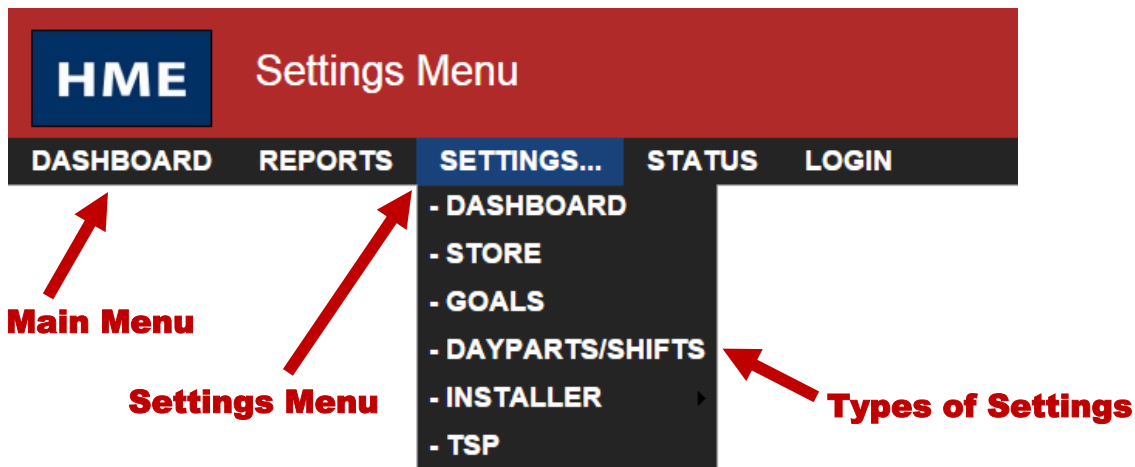 HME
Settings Menu
DASHBOARD REPORTS SETTINGS... STATUS LOGIN
- DASHBOARD
- STORE
- GOALS
Main Menu
- DAYPARTS/SHIFTS
Settings Menu
- INSTALLER
Types of Settings
- TSP